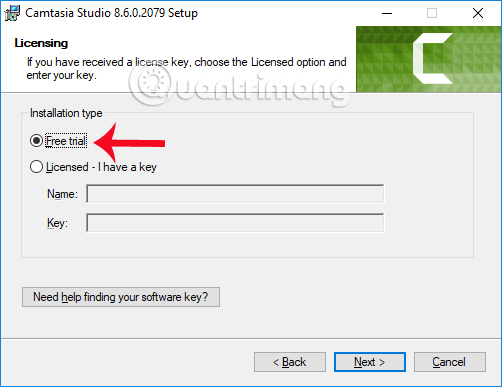 Camtasia Studio 8.6.0.2079 Setup
Licensing
If you have received a license key, choose the Licensed option and
enter your key.
Quantrimang
Installation type
Free trial
Licensed - I have a key
Name:
Key:
Need help finding your software key?
< Back
Next >
Cancel